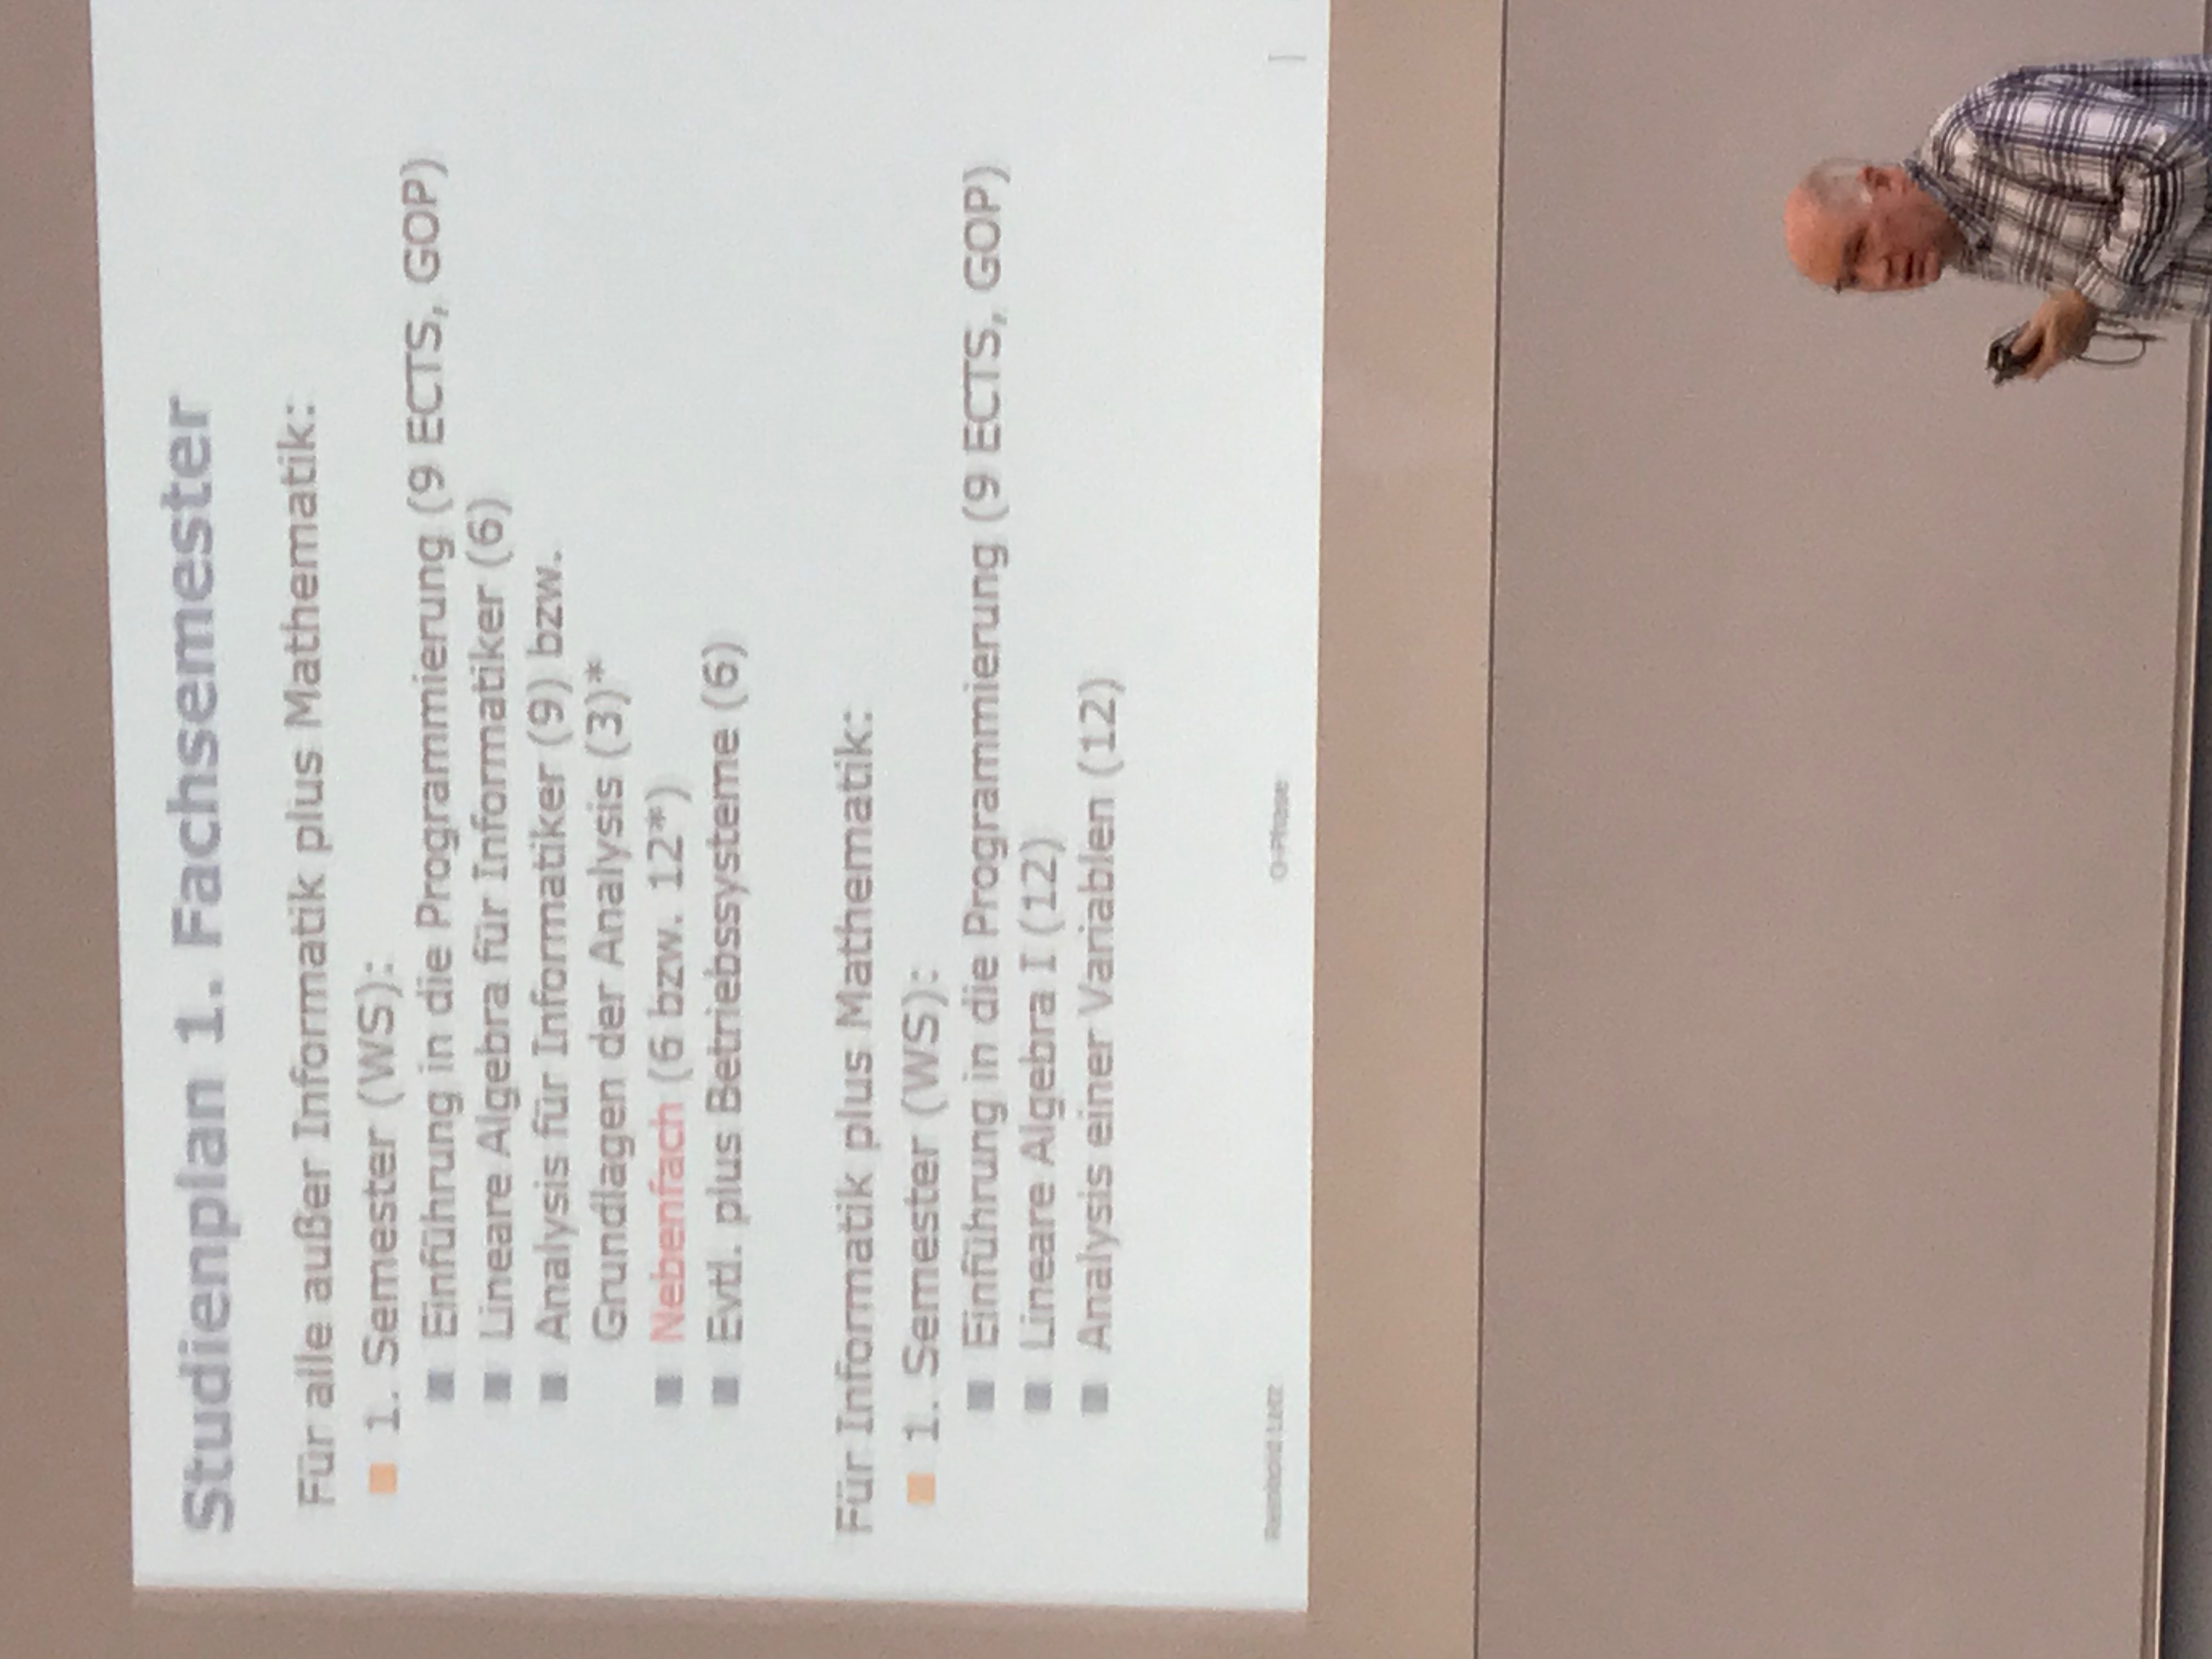 Studienplan 1. Fachsemester
Für alle außer Informatik plus Mathematik:
1. Semester (WS):
Einführung in die Programmierung (9 ECTS, GOP)
Lineare Algebra für Informatiker (6)
Analysis für Informatiker (9) bzw.
Grundlagen der Analysis (3)*
Nebenfach (6 bzw. 12*)
Evtl. plus Betriebssysteme (6)
Für Informatik plus Mathematik:
1. Semester (WS):
Einführung in die Programmierung (9 ECTS, GOP)
Lineare Algebra I (12)
Analysis einer Variablen (12)
Reinhold Letz
O-Phase